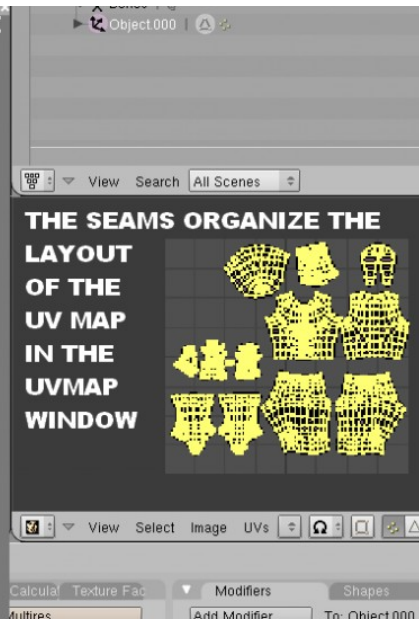 Object.000
View Search All Scenes
THE SEAMS ORGANIZE THE
LAYOUT
OF THE
UV MAP
IN THE
UVMAP
WINDOW
View Select Image UVs
Texture Fac Modifiers Shapes
Multires Add Modifier To: Object.000